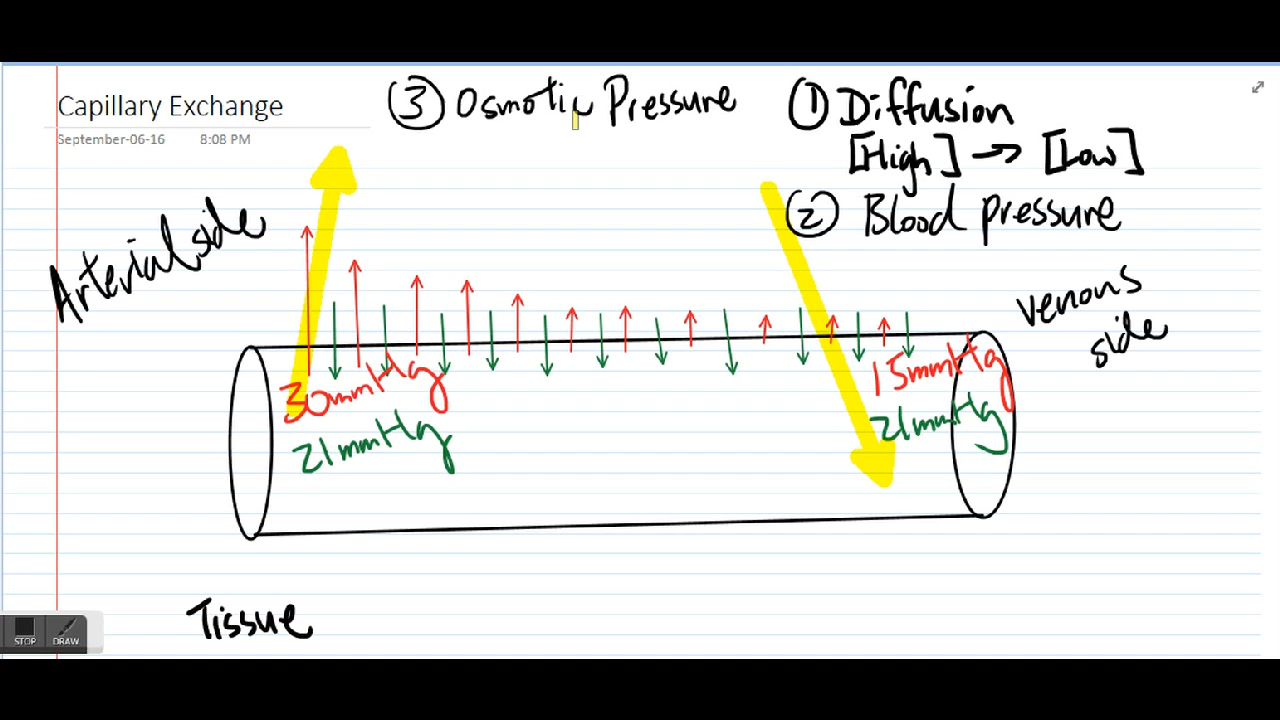 Capillary Exchange
September-06-16 8:08 PM
③ Osmotic Pressure
① Diffusion
[High] → [Low]
② Blood pressure
Arterial side
venous
side
30mmHg
21mmHg
15mmHg
21mmHg
Tissue
STOP DRAW